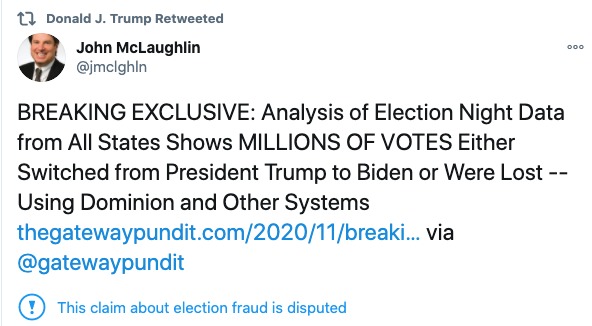 Donald J. Trump Retweeted
John McLaughlin
@jmclghln
BREAKING EXCLUSIVE: Analysis of Election Night Data
from All States Shows MILLIONS OF VOTES Either
Switched from President Trump to Biden or Were Lost --
Using Dominion and Other Systems
thegatewaypundit.com/2020/11/breaki... via
@gatewaypundit
This claim about election fraud is disputed